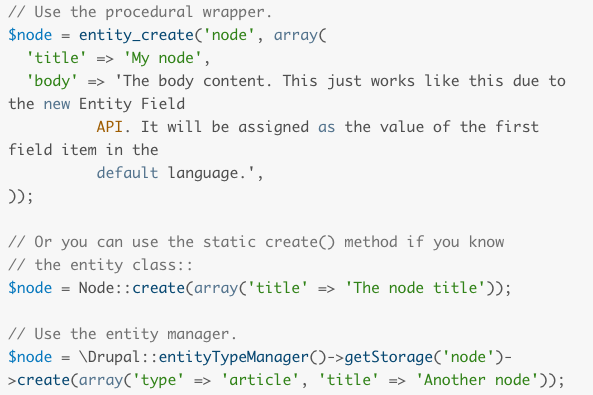 // Use the procedural wrapper.
$node = entity_create('node', array(
  'title' => 'My node',
  'body' => 'The body content. This just works like this due to
the new Entity Field
          API. It will be assigned as the value of the first
field item in the
          default language.',
));

// Or you can use the static create() method if you know
// the entity class::
$node = Node::create(array('title' => 'The node title'));

// Use the entity manager.
$node = \Drupal::entityTypeManager()->getStorage('node')-
>create(array('type' => 'article', 'title' => 'Another node'));